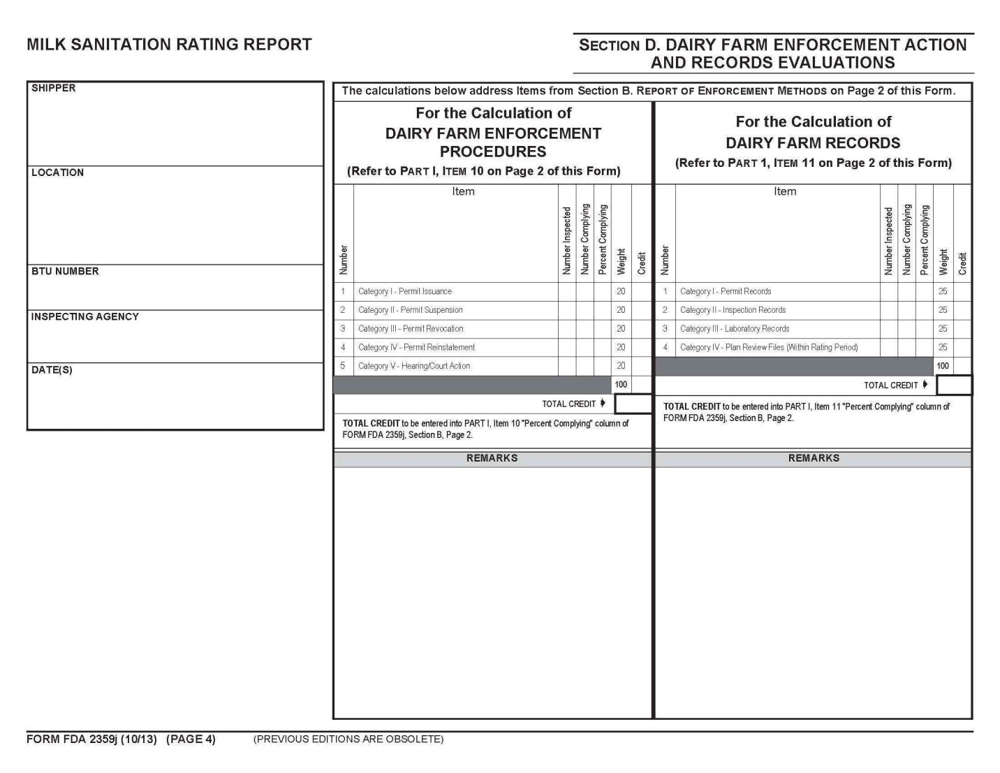 MILK SANITATION RATING REPORT
SECTION D. DAIRY FARM ENFORCEMENT ACTION
AND RECORDS EVALUATIONS
SHIPPER
LOCATION
BTU NUMBER
INSPECTING AGENCY
DATE(S)
The calculations below address Items from Section B. REPORT OF ENFORCEMENT METHODS on Page 2 of this Form.
For the Calculation of
DAIRY FARM ENFORCEMENT
PROCEDURES
(Refer to PART I, ITEM 10 on Page 2 of this Form)
Number Item Number Inspected Number Complying Percent Complying Weight Credit
1 Category I - Permit Issuance 20
2 Category II - Permit Suspension 20
3 Category III - Permit Revocation 20
4 Category IV - Permit Reinstatement 20
5 Category V - Hearing/Court Action 20
100
TOTAL CREDIT
TOTAL CREDIT to be entered into PART I, Item 10 "Percent Complying" column of
FORM FDA 2359j, Section B, Page 2.
REMARKS
For the Calculation of
DAIRY FARM RECORDS
(Refer to PART 1, ITEM 11 on Page 2 of this Form)
Number Item Number Inspected Number Complying Percent Complying Weight Credit
1 Category I - Permit Records 25
2 Category II - Inspection Records 25
3 Category III - Laboratory Records 25
4 Category IV - Plan Review Files (Within Rating Period) 25
100
TOTAL CREDIT
TOTAL CREDIT to be entered into PART I, Item 11 "Percent Complying" column of
FORM FDA 2359j, Section B, Page 2.
REMARKS
FORM FDA 2359j (10/13) (PAGE 4) (PREVIOUS EDITIONS ARE OBSOLETE)